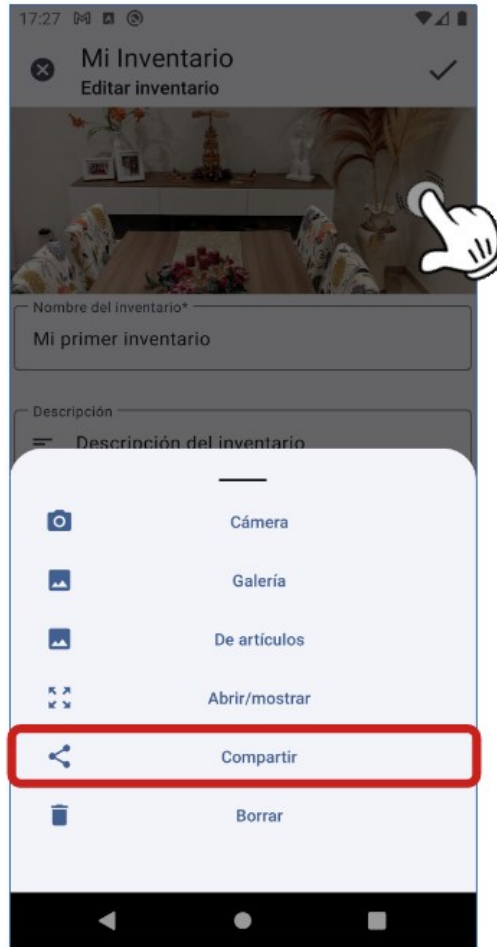 17:27
Mi Inventario
Editar inventario
Nombre del inventario*
Mi primer inventario
Descripción
Descripción del inventario
Cámera
Galería
De artículos
Abrir/mostrar
Compartir
Borrar